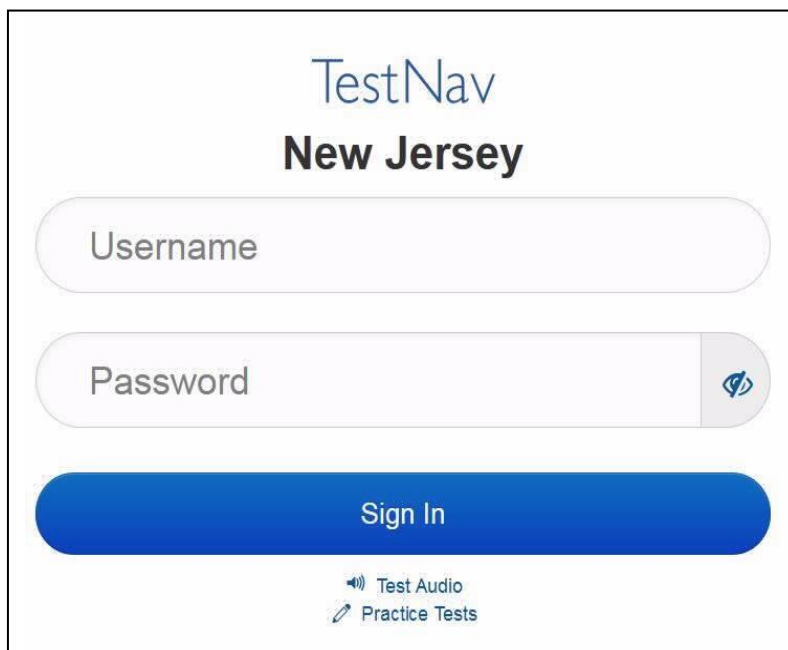 TestNav
New Jersey
Username
Password
Sign In
Test Audio
Practice Tests